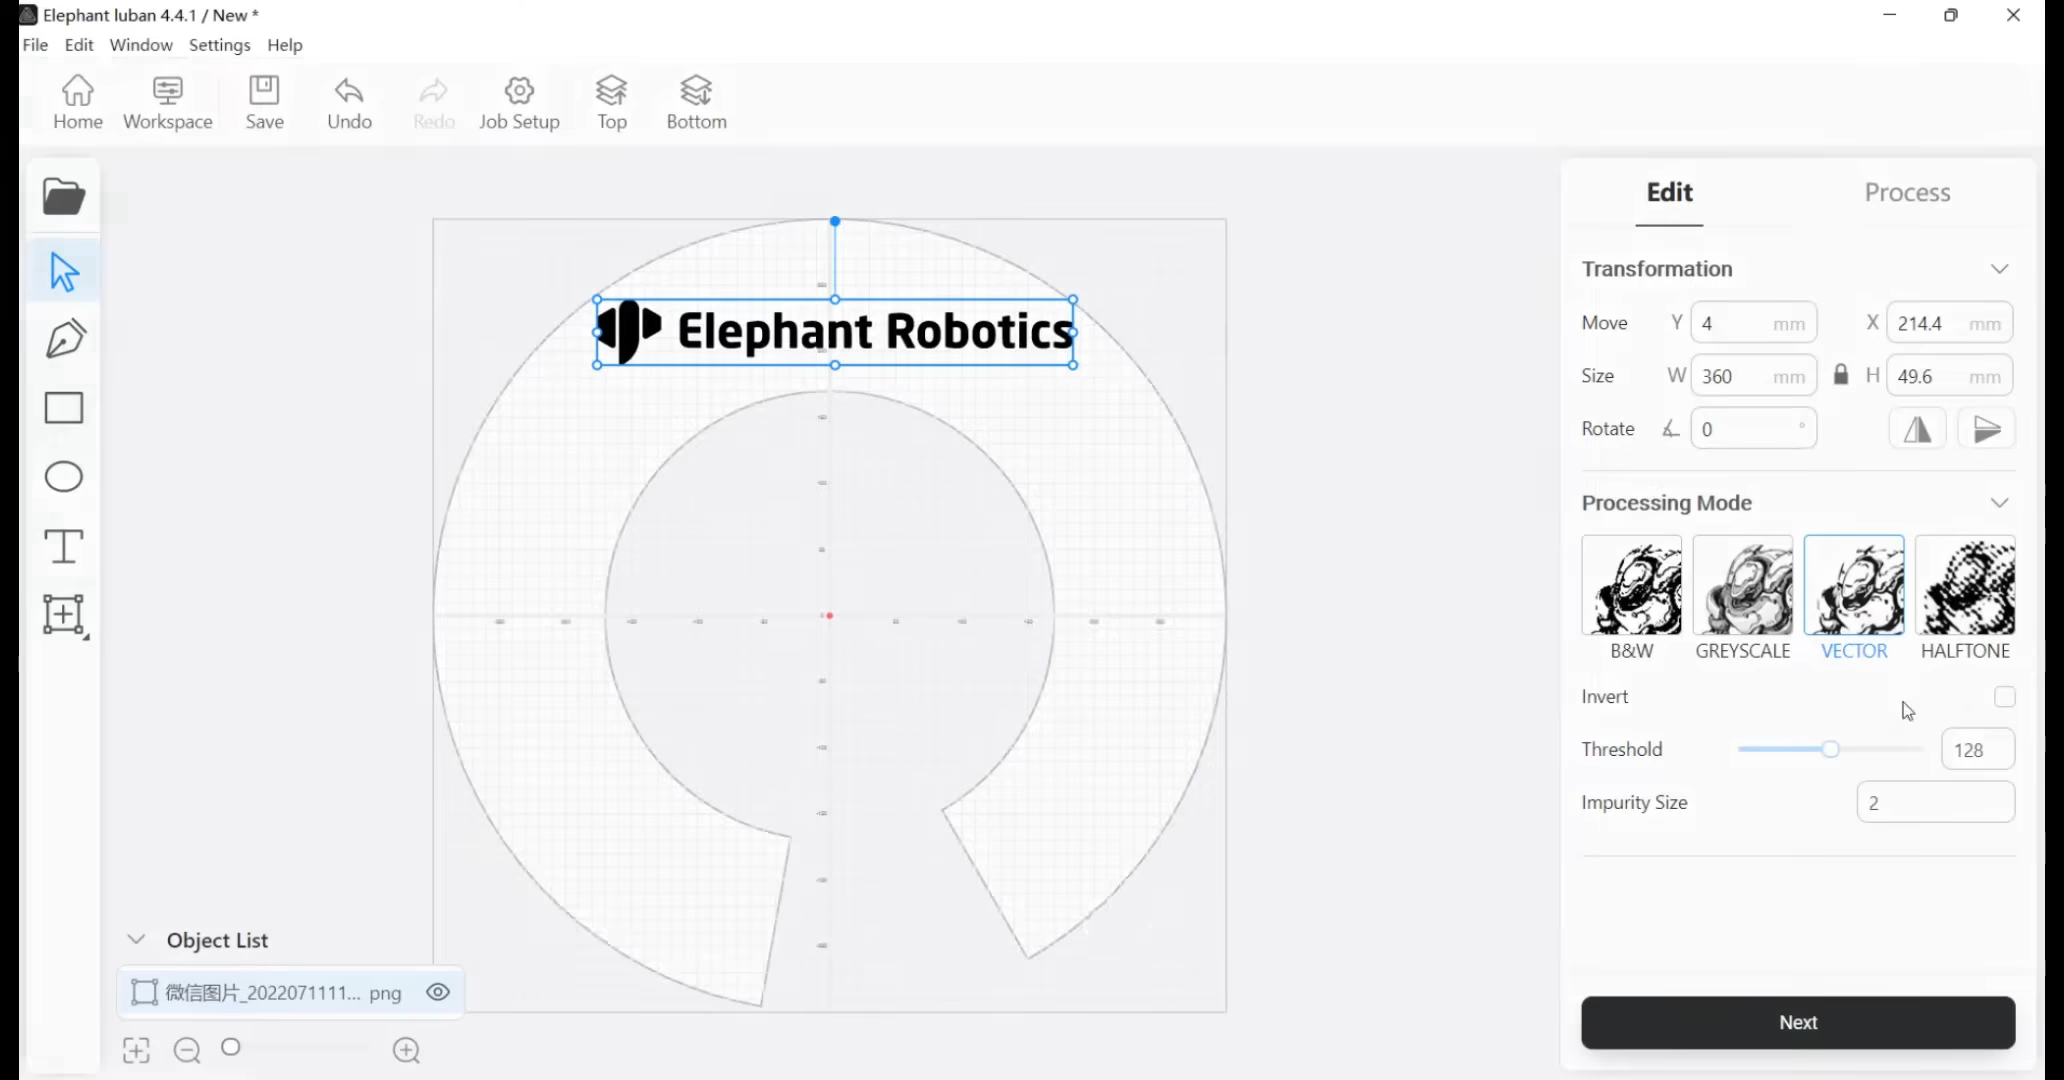 Elephant luban 4.4.1 / New *
File Edit Window Settings Help
Home Workspace Save Undo Redo Job Setup Top Bottom
Edit Process
Transformation
Move Y 4 mm X 214.4 mm
Size W 360 mm H 49.6 mm
Rotate 0 °
Elephant Robotics
Processing Mode
B&W GREYSCALE VECTOR HALFTONE
Invert
Threshold 128
Impurity Size 2
Object List
微信图片_2022071111... png
Next